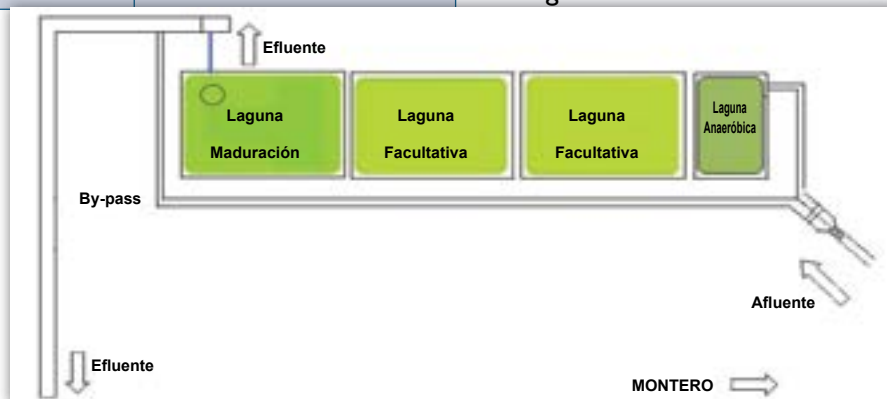 Efluente
Laguna
Maduración
Laguna
Facultativa
Laguna
Facultativa
Laguna
Anaeróbica
By-pass
Afluente
Efluente
MONTERO